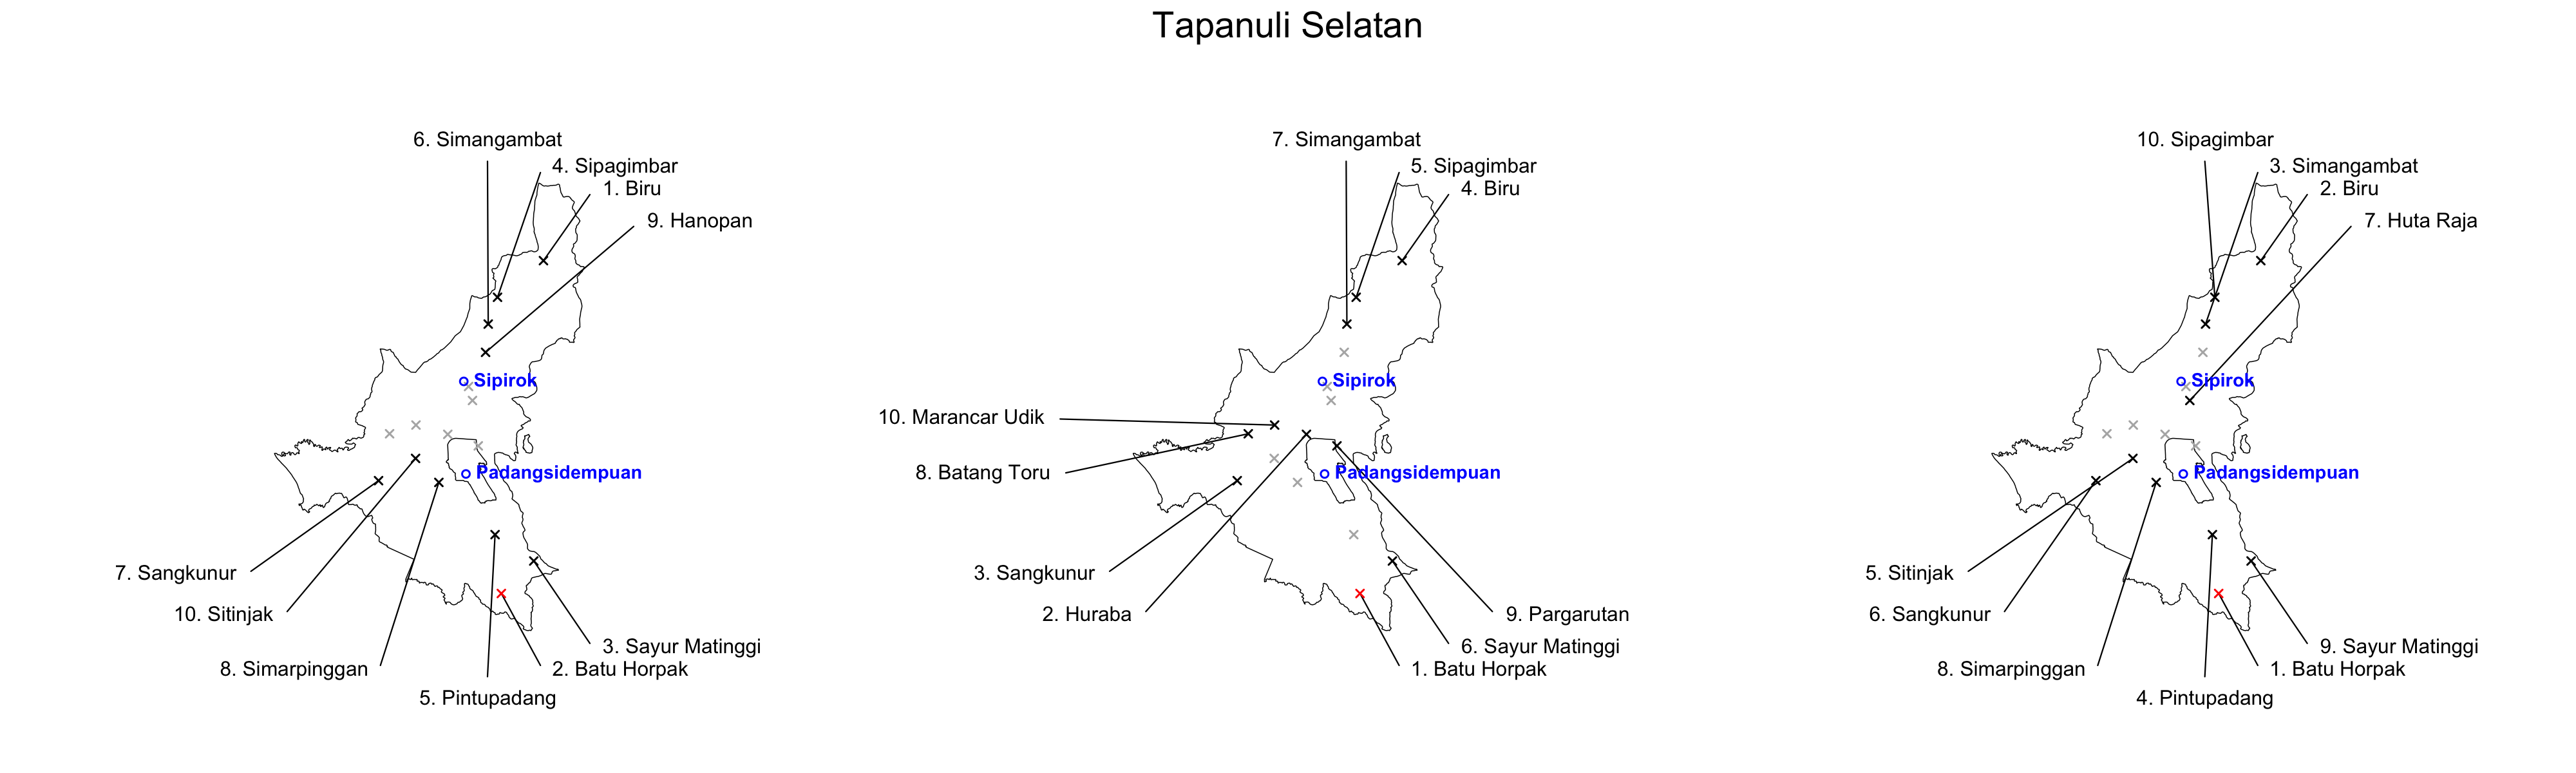 Tapanuli Selatan
6. Simangambat
4. Sipagimbar
1. Biru
9. Hanopan
Sipirok
Padangsidempuan
7. Sangkunur
10. Sitinjak
8. Simarpinggan
5. Pintupadang
3. Sayur Matinggi
2. Batu Horpak
7. Simangambat
5. Sipagimbar
4. Biru
Sipirok
10. Marancar Udik
8. Batang Toru
Padangsidempuan
3. Sangkunur
2. Huraba
9. Pargarutan
6. Sayur Matinggi
1. Batu Horpak
10. Sipagimbar
3. Simangambat
2. Biru
7. Huta Raja
Sipirok
Padangsidempuan
5. Sitinjak
6. Sangkunur
8. Simarpinggan
4. Pintupadang
9. Sayur Matinggi
1. Batu Horpak